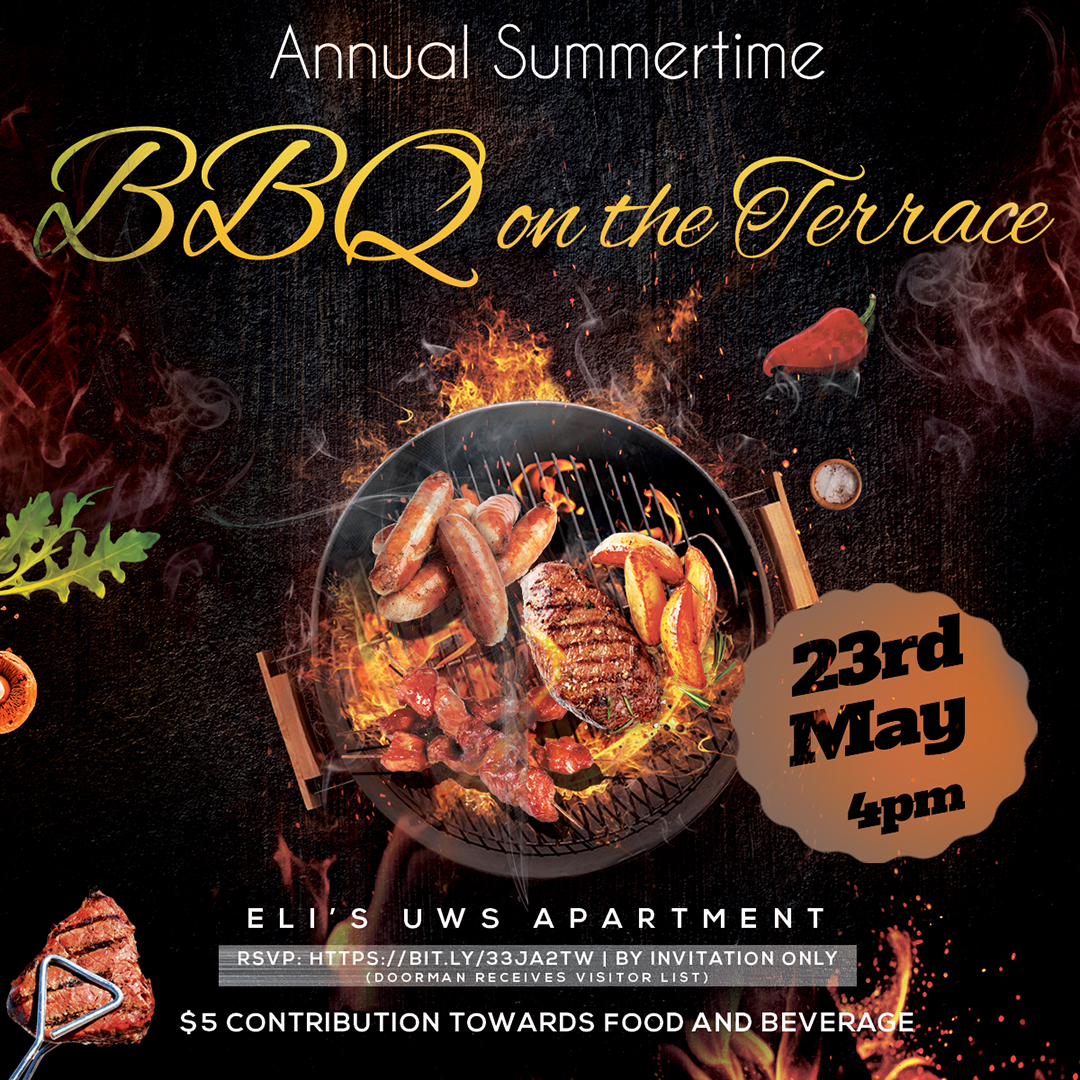 Annual Summertime
BBQ on the Terrace
23rd
May
4pm
ELI'S UWS APARTMENT
RSVP: HTTPS://BIT.LY/33JA2TW | BY INVITATION ONLY
(DOORMAN RECEIVES VISITOR LIST)
$5 CONTRIBUTION TOWARDS FOOD AND BEVERAGE